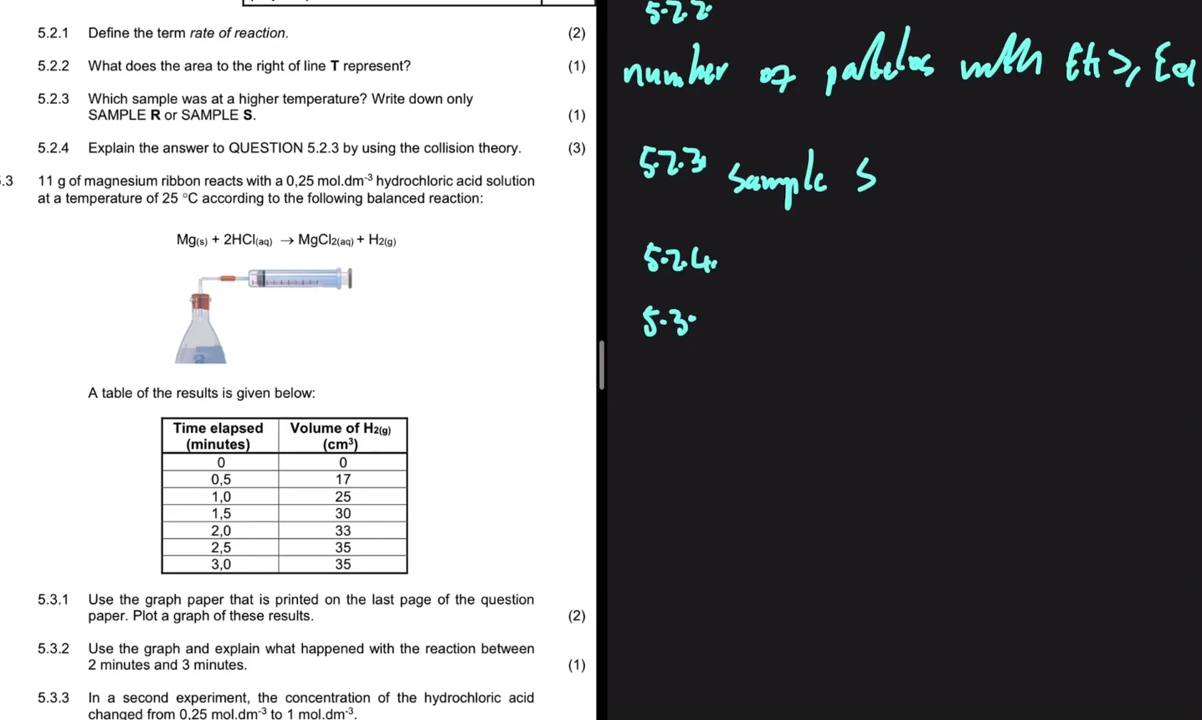 5.2.1 Define the term rate of reaction. (2)
5.2.2 What does the area to the right of line T represent? (1)
5.2.3 Which sample was at a higher temperature? Write down only
SAMPLE R or SAMPLE S. (1)
5.2.4 Explain the answer to QUESTION 5.2.3 by using the collision theory. (3)
.3 11 g of magnesium ribbon reacts with a 0,25 mol.dm-3 hydrochloric acid solution
at a temperature of 25 °C according to the following balanced reaction:
Mg(s) + 2HCl(aq) → MgCl2(aq) + H2(g)
A table of the results is given below:
Time elapsed (minutes) Volume of H2(g) (cm³)
0 0
0,5 17
1,0 25
1,5 30
2,0 33
2,5 35
3,0 35
5.3.1 Use the graph paper that is printed on the last page of the question
paper. Plot a graph of these results. (2)
5.3.2 Use the graph and explain what happened with the reaction between
2 minutes and 3 minutes. (1)
5.3.3 In a second experiment, the concentration of the hydrochloric acid
changed from 0,25 mol.dm-3 to 1 mol.dm-3.
5.2.2.
number of with
5.2.3. Sample S
5.2.4.
5.3.